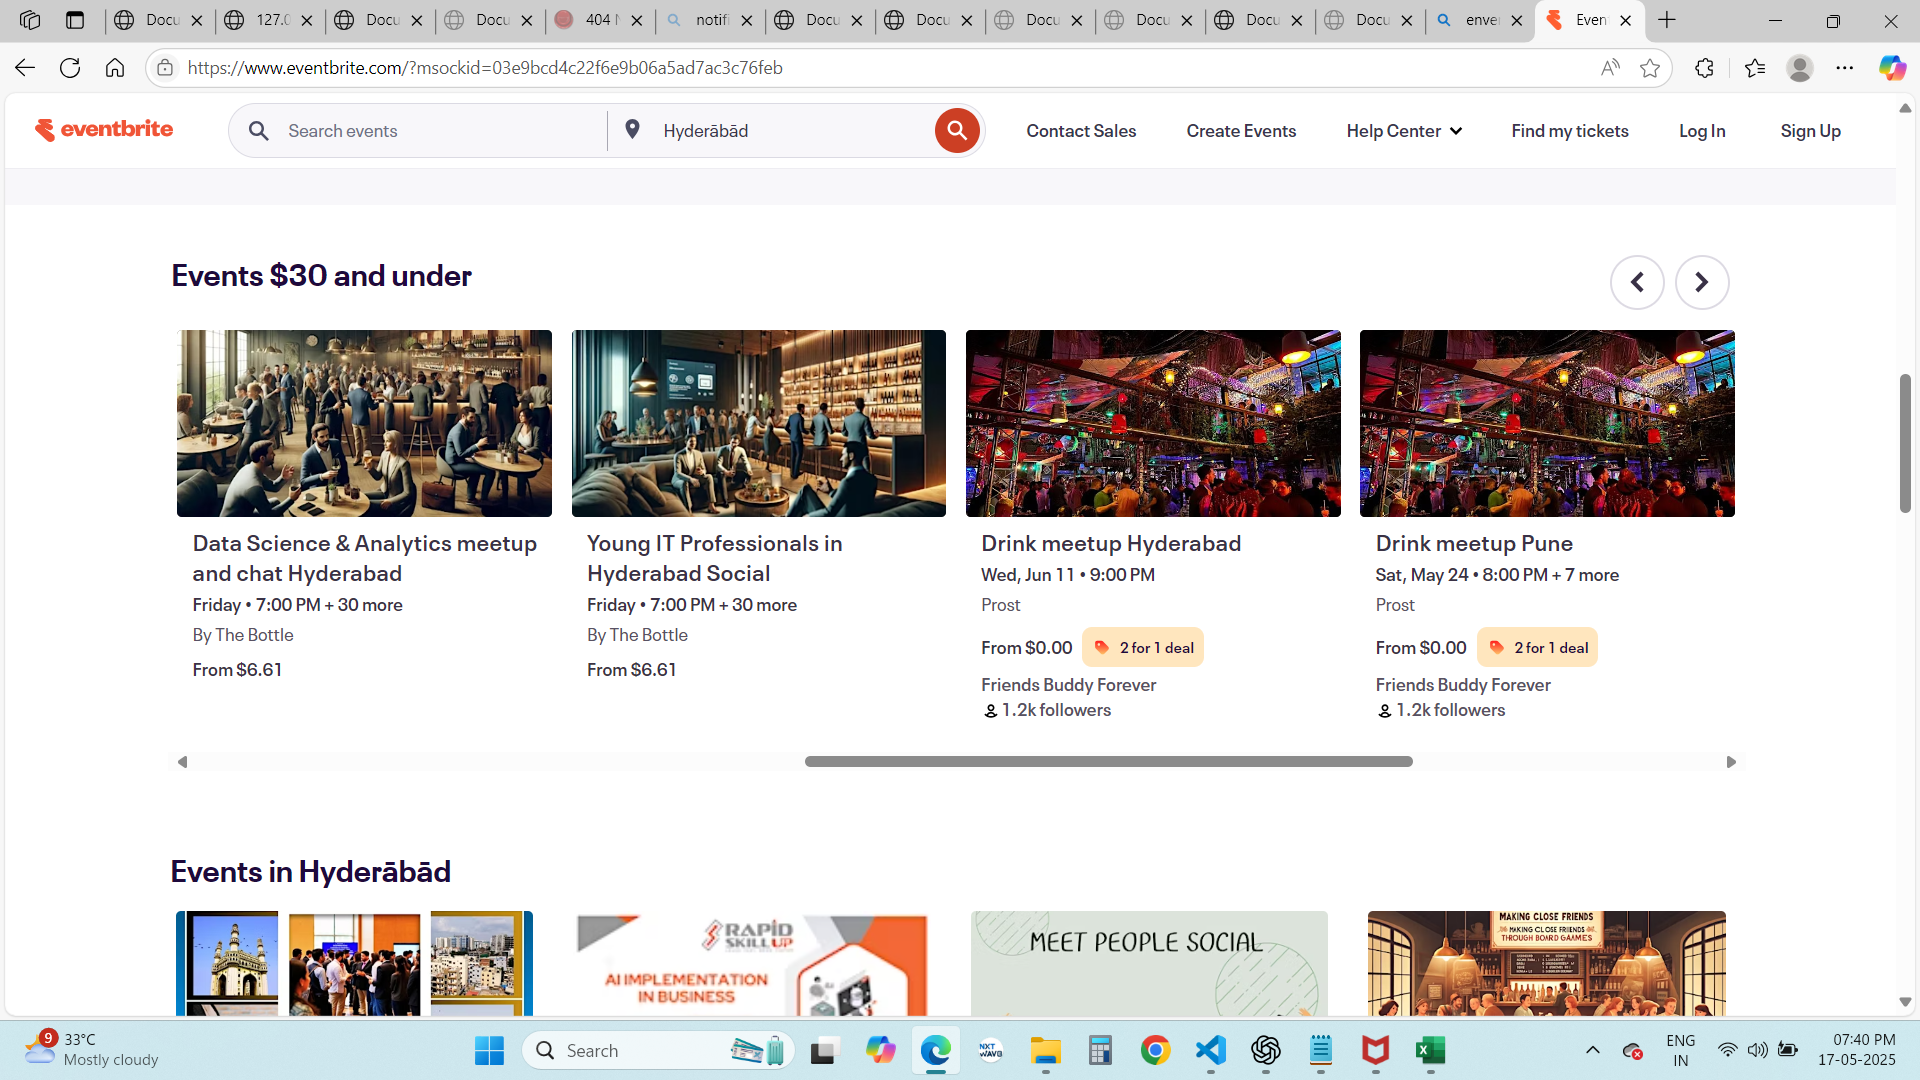 Docu
127.0
Docu
Docu
404 N
notifi
Docu
Docu
Docu
Docu
Docu
Docu
enve
Even
https://www.eventbrite.com/?msockid=03e9bcd4c22f6e9b06a5ad7ac3c76feb
eventbrite
Search events
Hyderābād
Contact Sales
Create Events
Help Center
Find my tickets
Log In
Sign Up
Events $30 and under
Data Science & Analytics meetup
and chat Hyderabad
Friday • 7:00 PM + 30 more
By The Bottle
From $6.61
Young IT Professionals in
Hyderabad Social
Friday • 7:00 PM + 30 more
By The Bottle
From $6.61
Drink meetup Hyderabad
Wed, Jun 11 • 9:00 PM
Prost
From $0.00 2 for 1 deal
Friends Buddy Forever
1.2k followers
Drink meetup Pune
Sat, May 24 • 8:00 PM + 7 more
Prost
From $0.00 2 for 1 deal
Friends Buddy Forever
1.2k followers
Events in Hyderābād
RAPID
SKILLUP
AI IMPLEMENTATION
IN BUSINESS
MEET PEOPLE SOCIAL
MAKING CLOSE FRIENDS
MAKING CLOSE FRIENDS
THROUGH BOARD GAMES
9
33°C
Mostly cloudy
Search
NXT
WAVE
ENG
IN
07:40 PM
17-05-2025